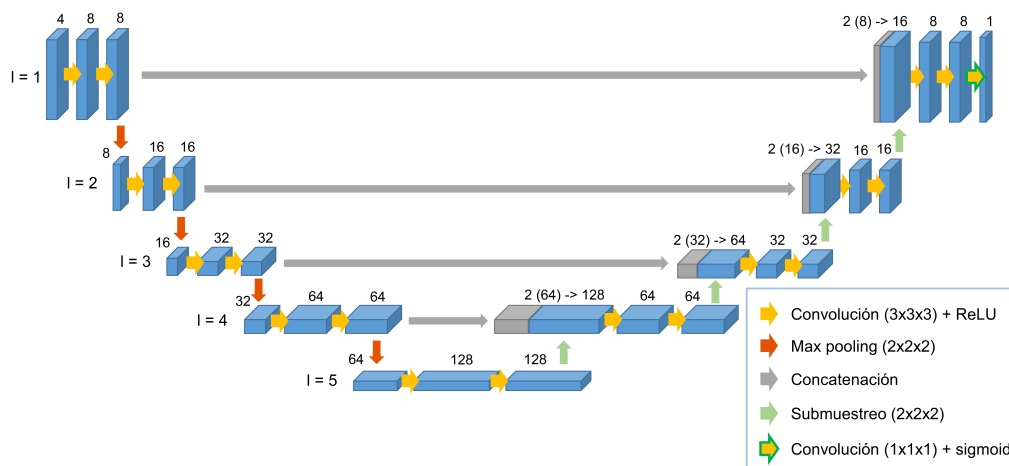 4 8 8
2 (8) -> 16 8 8 1
l = 1
8 16 16
2 (16) -> 32 16 16
l = 2
16 32 32
2 (32) -> 64 32 32
l = 3
32 64 64
2 (64) -> 128 64 64
l = 4
64 128 128
l = 5
Convolución (3x3x3) + ReLU
Max pooling (2x2x2)
Concatenación
Submuestreo (2x2x2)
Convolución (1x1x1) + sigmoid